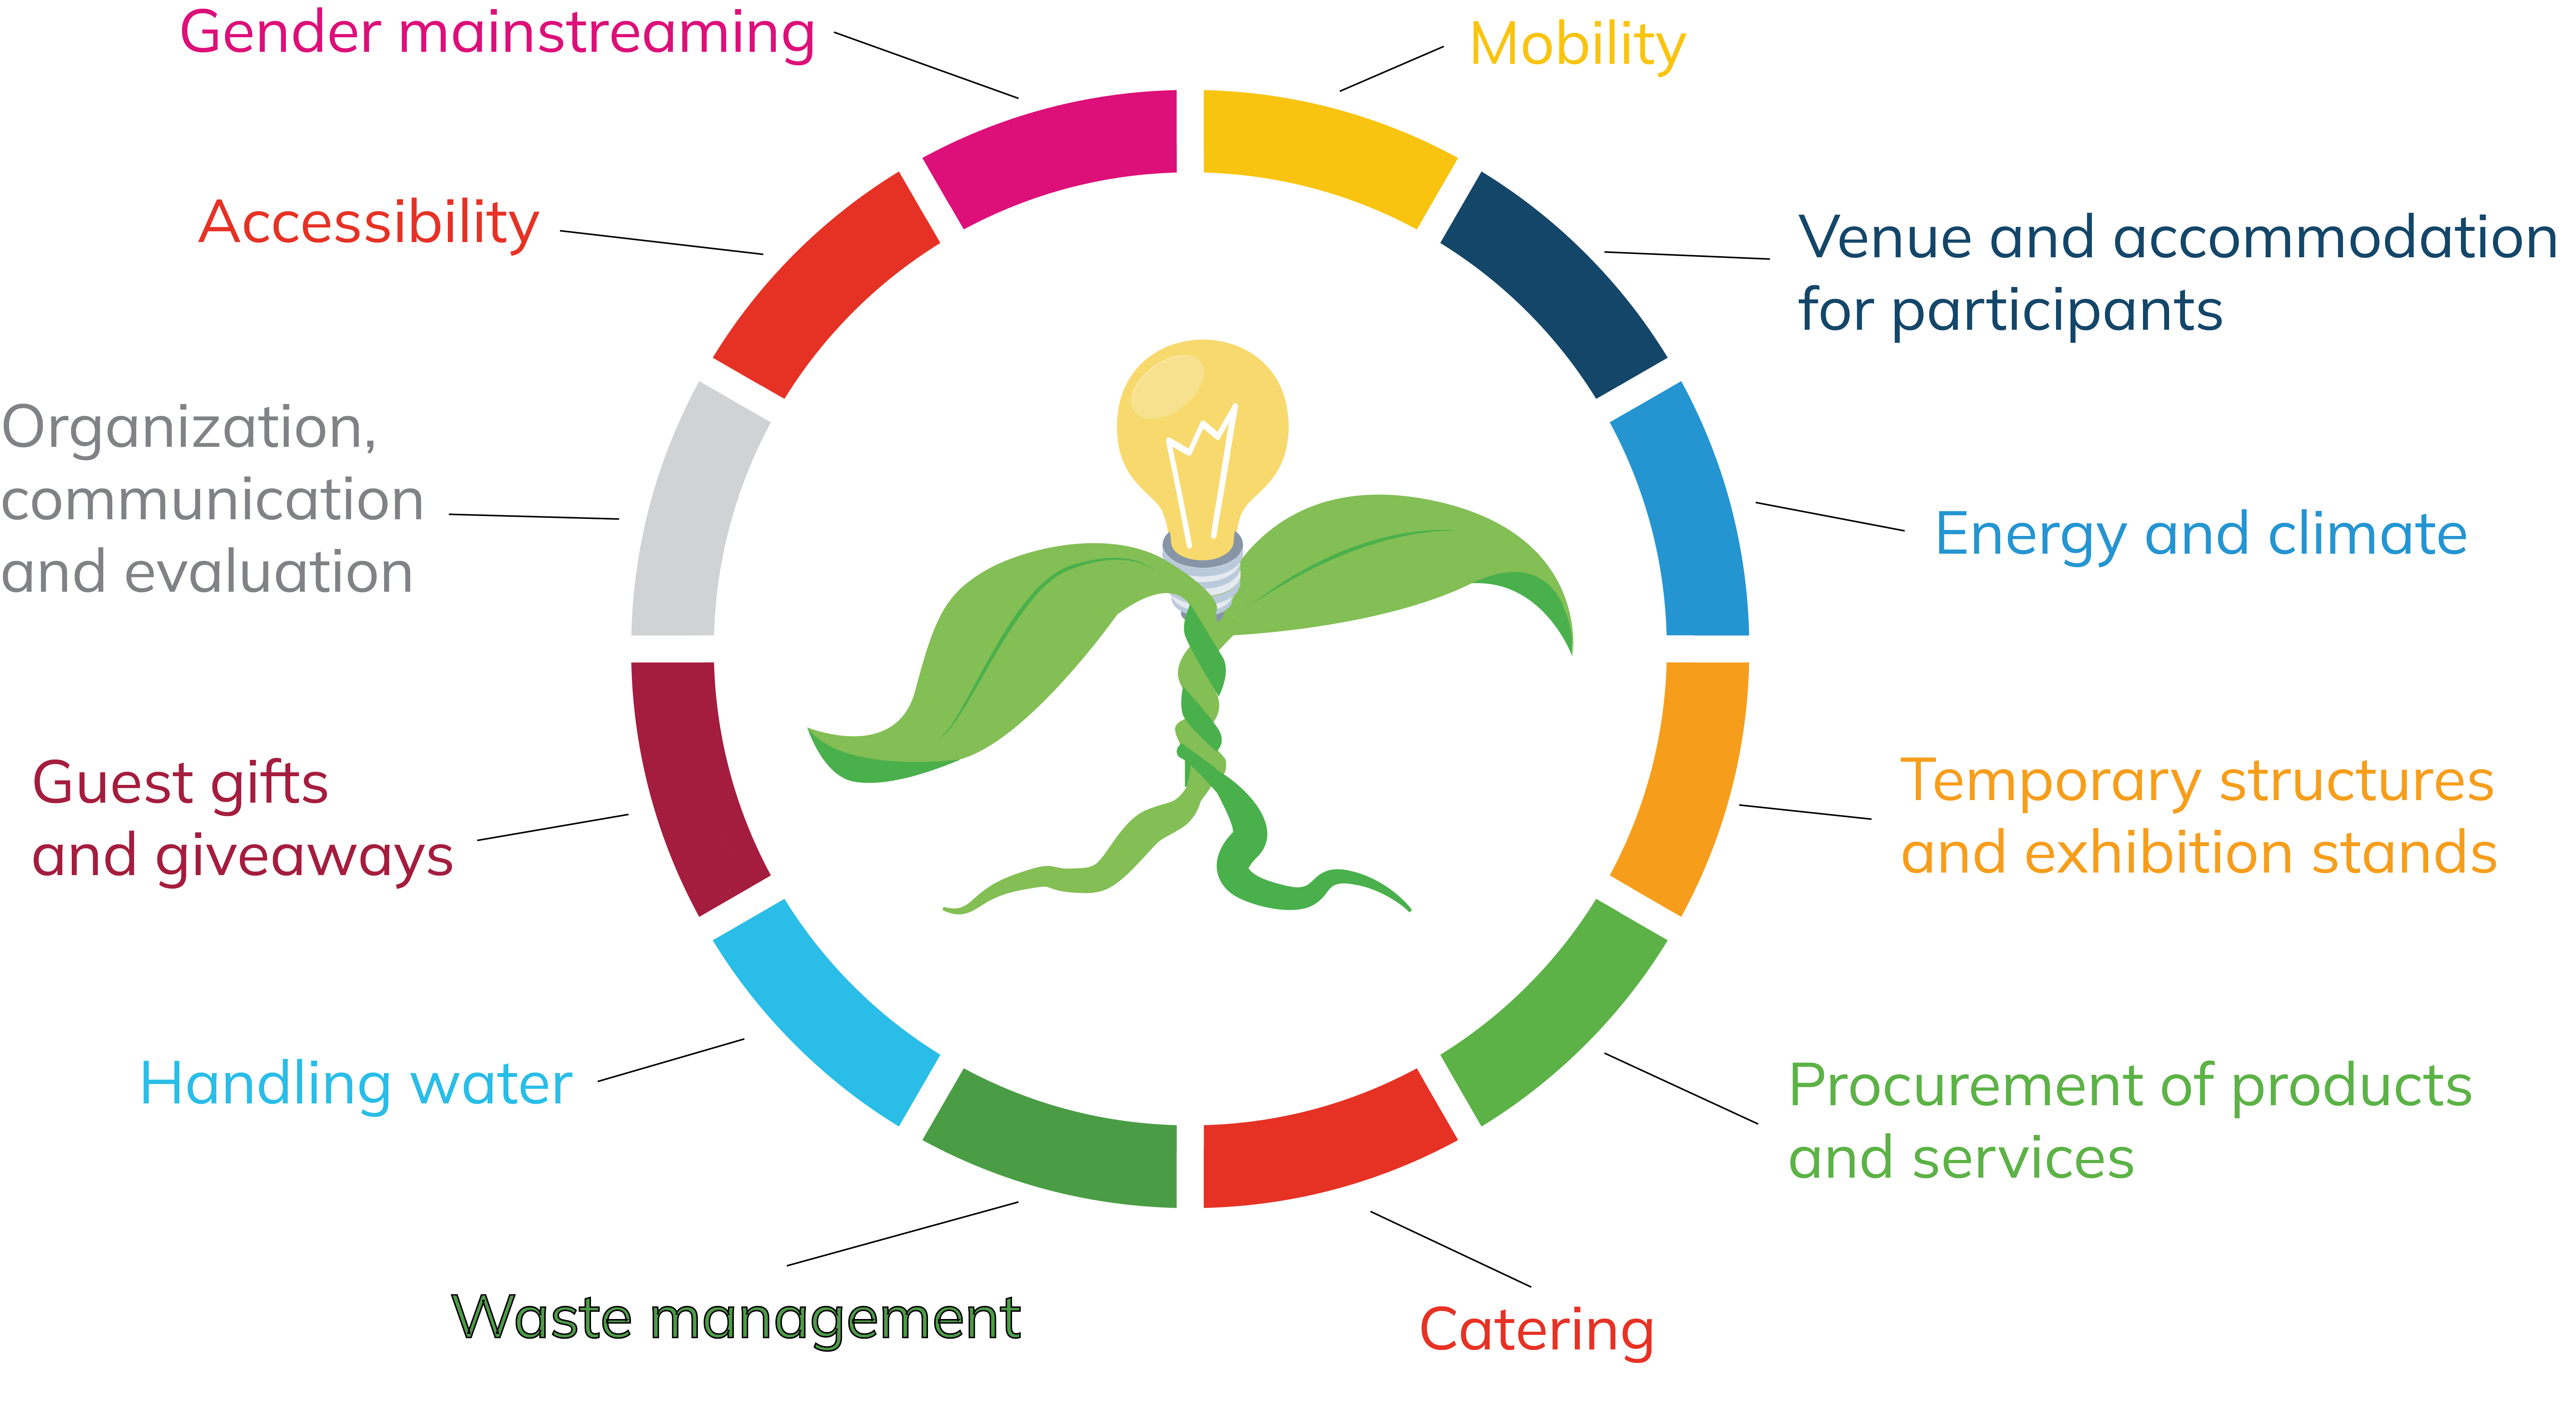 Gender mainstreaming
Mobility
Accessibility
Venue and accommodation
for participants
Organization,
communication
and evaluation
Energy and climate
Guest gifts
and giveaways
Temporary structures
and exhibition stands
Handling water
Procurement of products
and services
Waste management
Catering